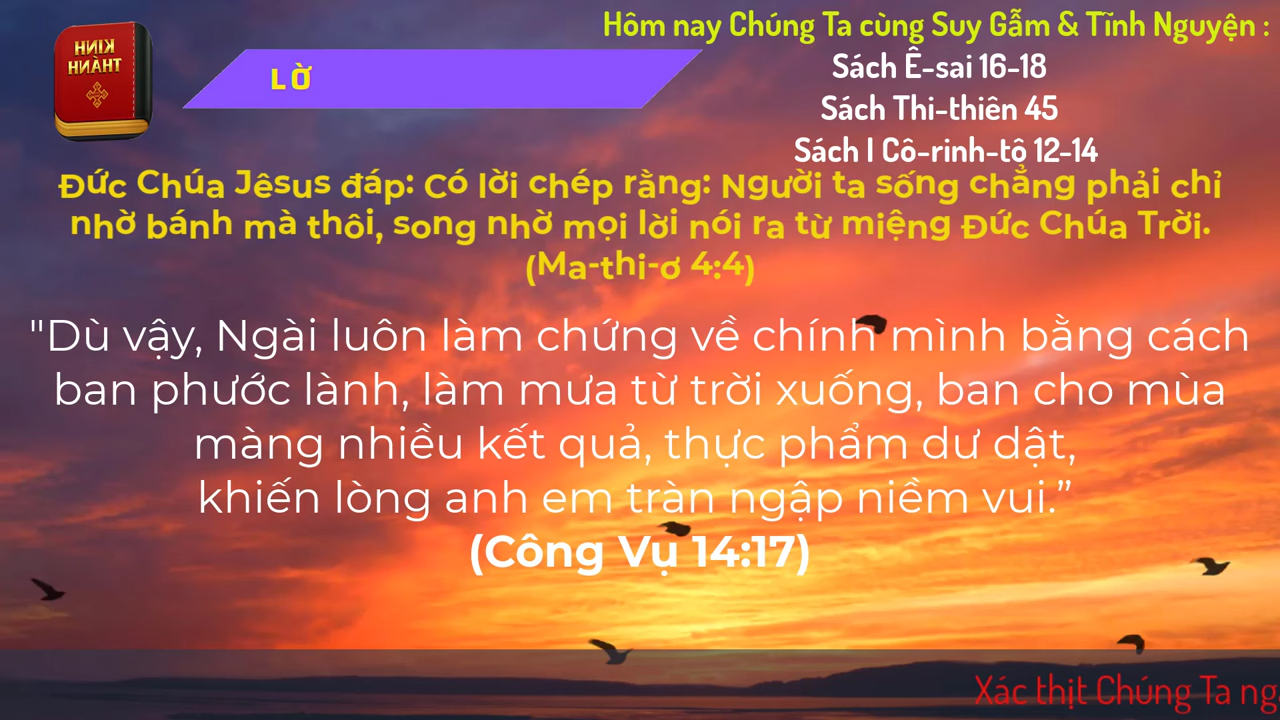 KINH
THÁNH
LỜ
Hôm nay Chúng Ta cùng Suy Gẫm & Tĩnh Nguyện :
Sách Ê-sai 16-18
Sách Thi-thiên 45
Sách I Cô-rinh-tô 12-14
Đức Chúa Jêsus đáp: Có lời chép rằng: Người ta sống chẳng phải chỉ
nhờ bánh mà thôi, song nhờ mọi lời nói ra từ miệng Đức Chúa Trời.
(Ma-thi-ơ 4:4)
"Dù vậy, Ngài luôn làm chứng về chính mình bằng cách
ban phước lành, làm mưa từ trời xuống, ban cho mùa
màng nhiều kết quả, thực phẩm dư dật,
khiến lòng anh em tràn ngập niềm vui.”
(Công Vụ 14:17)
Xác thịt Chúng Ta ng